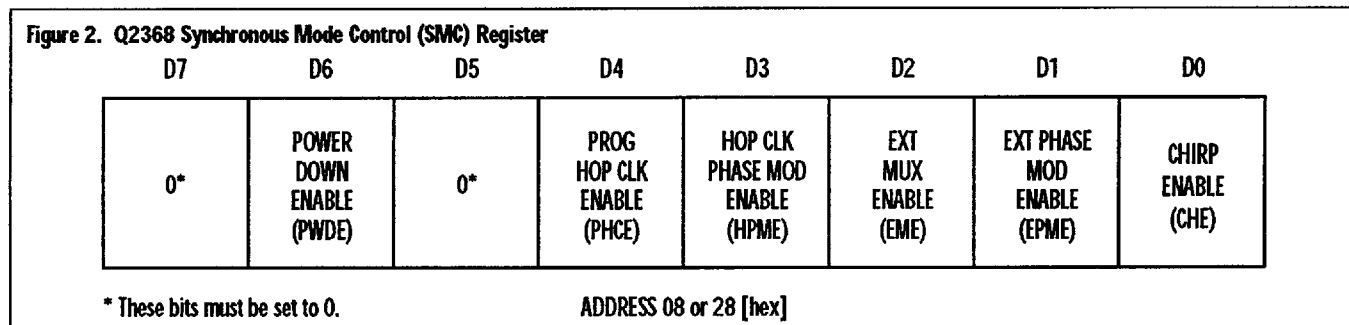 Figure 2. Q2368 Synchronous Mode Control (SMC) Register
D7 D6 D5 D4 D3 D2 D1 D0
0*
POWER
DOWN
ENABLE
(PWDE)
0*
PROG
HOP CLK
ENABLE
(PHCE)
HOP CLK
PHASE MOD
ENABLE
(HPME)
EXT
MUX
ENABLE
(EME)
EXT PHASE
MOD
ENABLE
(EPME)
CHIRP
ENABLE
(CHE)
* These bits must be set to 0.
ADDRESS 08 or 28 [hex]